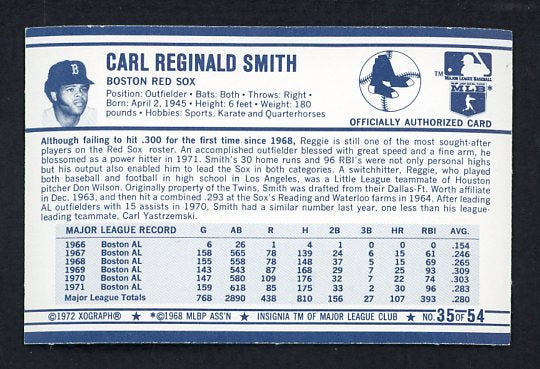 CARL REGINALD SMITH
BOSTON RED SOX
Position: Outfielder • Bats: Both • Throws: Right •
Born: April 2, 1945 • Height: 6 feet • Weight: 180
pounds • Hobbies: Sports, Karate and Quarterhorses
TM
MAJOR LEAGUE BASEBALL
MLB
OFFICIALLY AUTHORIZED CARD
Although failing to hit .300 for the first time since 1968, Reggie is still one of the most sought-after
players on the Red Sox roster. An accomplished outfielder blessed with great speed and a fine arm, he
blossomed as a power hitter in 1971. Smith's 30 home runs and 96 RBI's were not only personal highs
but his output also enabled him to lead the Sox in both categories. A switchhitter, Reggie, who played
both baseball and football in high school in Los Angeles, was a Little League teammate of Houston
pitcher Don Wilson. Originally property of the Twins, Smith was drafted from their Dallas-Ft. Worth affiliate
in Dec. 1963, and then hit a combined .293 at the Sox's Reading and Waterloo farms in 1964. After leading
AL outfielders with 15 assists in 1970, Smith had a similar number last year, one less than his league-
leading teammate, Carl Yastrzemski.
MAJOR LEAGUE RECORD G AB R H 2B 3B HR RBI AVG.
1966 Boston AL 6 26 1 4 1 0 0 0 .154
1967 Boston AL 158 565 78 139 24 6 15 61 .246
1968 Boston AL 155 558 78 148 37 5 15 69 .265
1969 Boston AL 143 543 87 168 29 7 25 93 .309
1970 Boston AL 147 580 109 176 32 7 22 74 .303
1971 Boston AL 159 618 85 175 33 2 30 96 .283
Major League Totals 768 2890 438 810 156 27 107 393 .280
©1972 XOGRAPH® ★ ★©1968 MLBP ASS'N ★ INSIGNIA TM OF MAJOR LEAGUE CLUB ★ NO. 35 OF 54